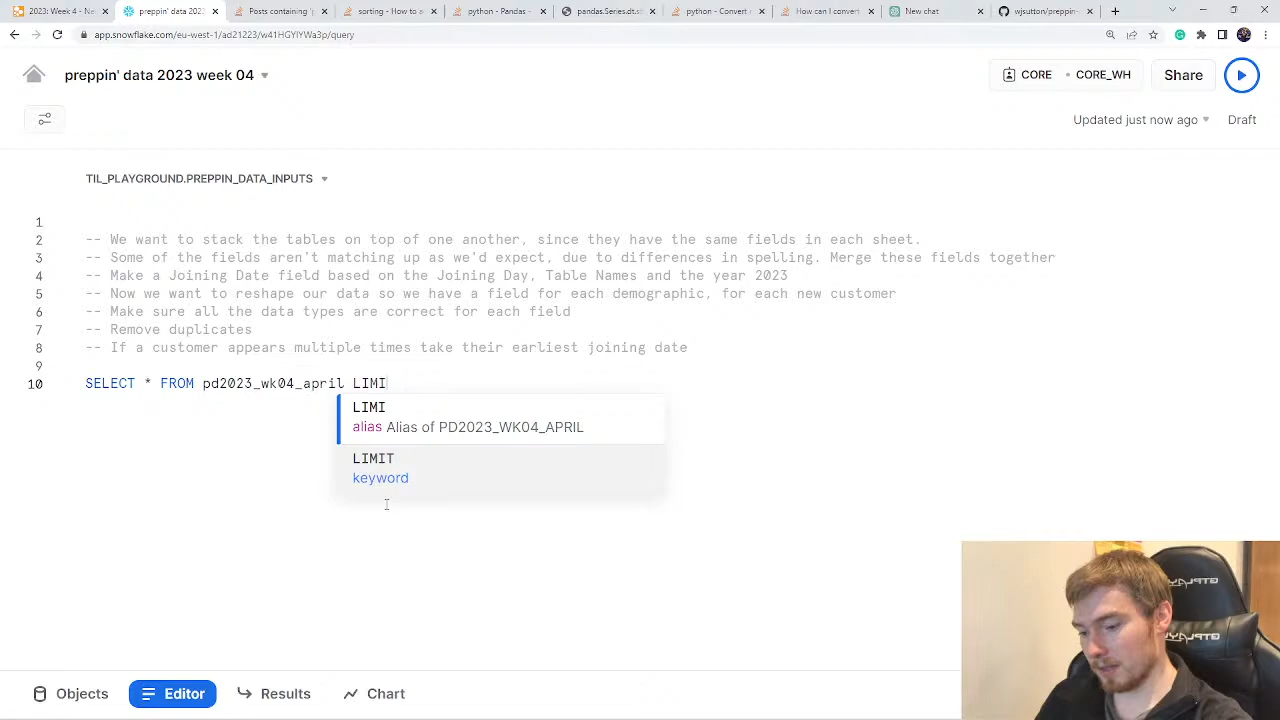 2023: Week 4 - Ne
preppin' data 202
Posts containing 'p
sorting - How to a
python - Pandas -
pandas.Series.dt.s
python - Convert
How can I convert
New chat
wjsutton/preppin-
app.snowflake.com/eu-west-1/ad21223/w41HGYlYWa3p/query
preppin' data 2023 week 04
CORE
CORE_WH
Share
Updated just now ago
Draft
TIL_PLAYGROUND.PREPPIN_DATA_INPUTS
1
2 -- We want to stack the tables on top of one another, since they have the same fields in each sheet.
3 -- Some of the fields aren't matching up as we'd expect, due to differences in spelling. Merge these fields together
4 -- Make a Joining Date field based on the Joining Day, Table Names and the year 2023
5 -- Now we want to reshape our data so we have a field for each demographic, for each new customer
6 -- Make sure all the data types are correct for each field
7 -- Remove duplicates
8 -- If a customer appears multiple times take their earliest joining date
9
10 SELECT * FROM pd2023_wk04_april LIMI
LIMI
alias Alias of PD2023_WK04_APRIL
LIMIT
keyword
Objects
Editor
Results
Chart